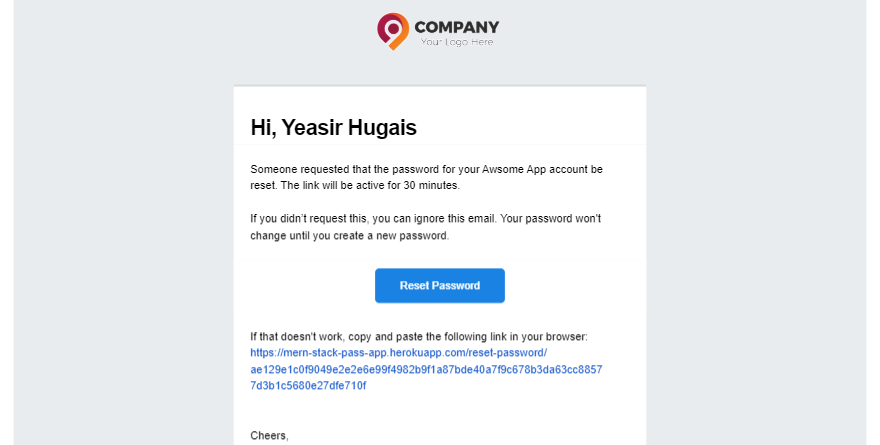 COMPANY
Your Logo Here
Hi, Yeasir Hugais
Someone requested that the password for your Awsome App account be
reset. The link will be active for 30 minutes.
If you didn't request this, you can ignore this email. Your password won't
change until you create a new password.
Reset Password
If that doesn't work, copy and paste the following link in your browser:
https://mern-stack-pass-app.herokuapp.com/reset-password/
ae129e1c0f9049e2e2e6e99f4982b9f1a87bde40a7f9c678b3da63cc8857
7d3b1c5680e27dfe710f
Cheers,